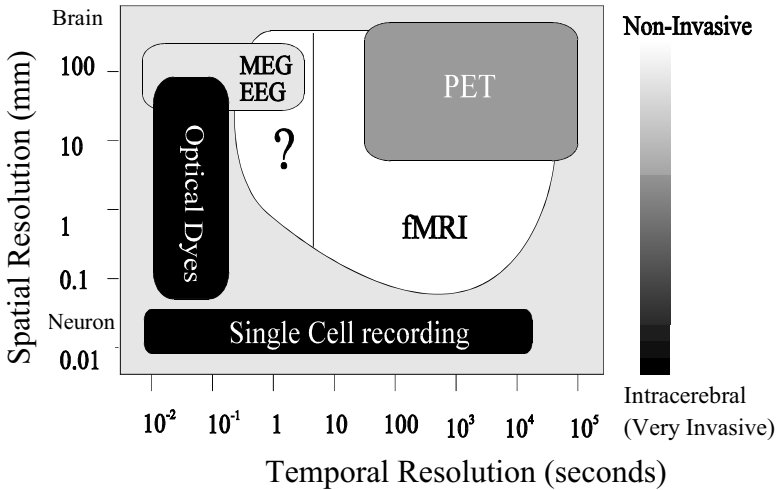 Brain
Non-Invasive
100
MEG
EEG
PET
10
Optical Dyes
?
1
fMRI
0.1
Neuron
Single Cell recording
0.01
Spatial Resolution (mm)
Intracerebral
(Very Invasive)
10⁻² 10⁻¹ 1 10 100 10³ 10⁴ 10⁵
Temporal Resolution (seconds)